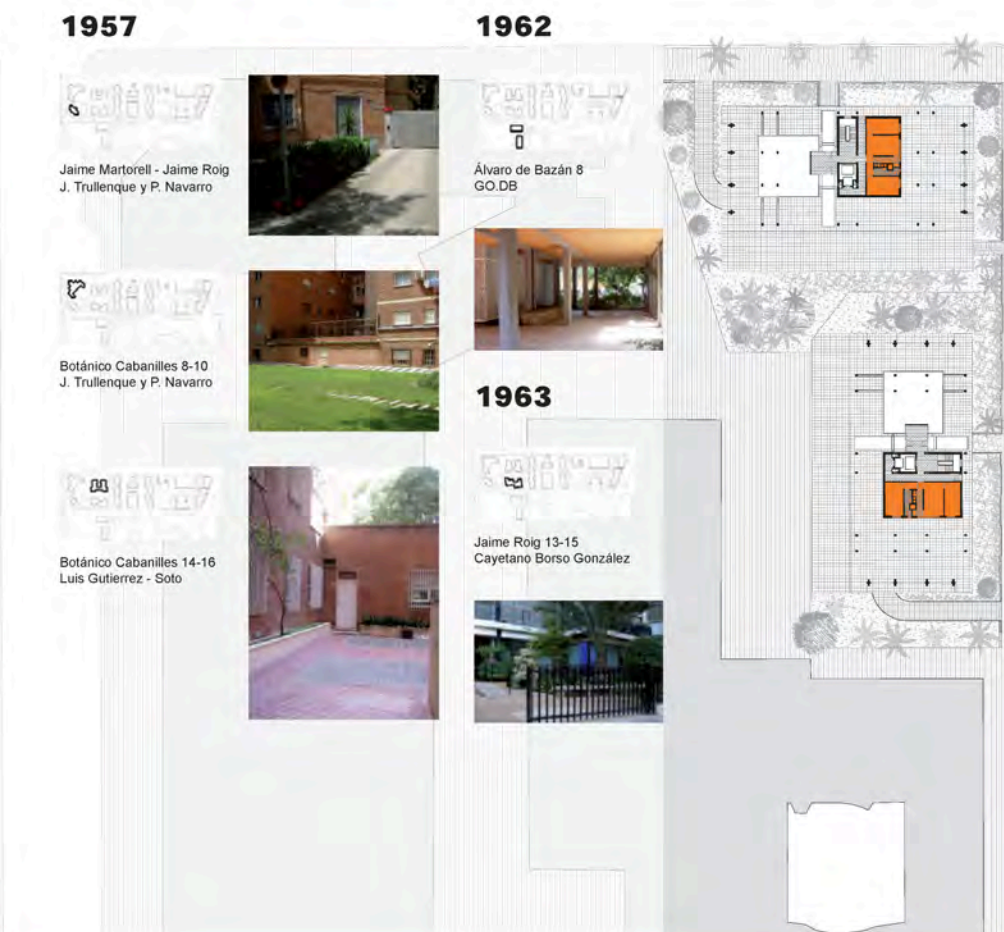 1957
Jaime Martorell - Jaime Roig
J. Trullenque y P. Navarro
Botánico Cabanilles 8-10
J. Trullenque y P. Navarro
Botánico Cabanilles 14-16
Luis Gutierrez - Soto
1962
Álvaro de Bazán 8
GO.DB
1963
Jaime Roig 13-15
Cayetano Borso González